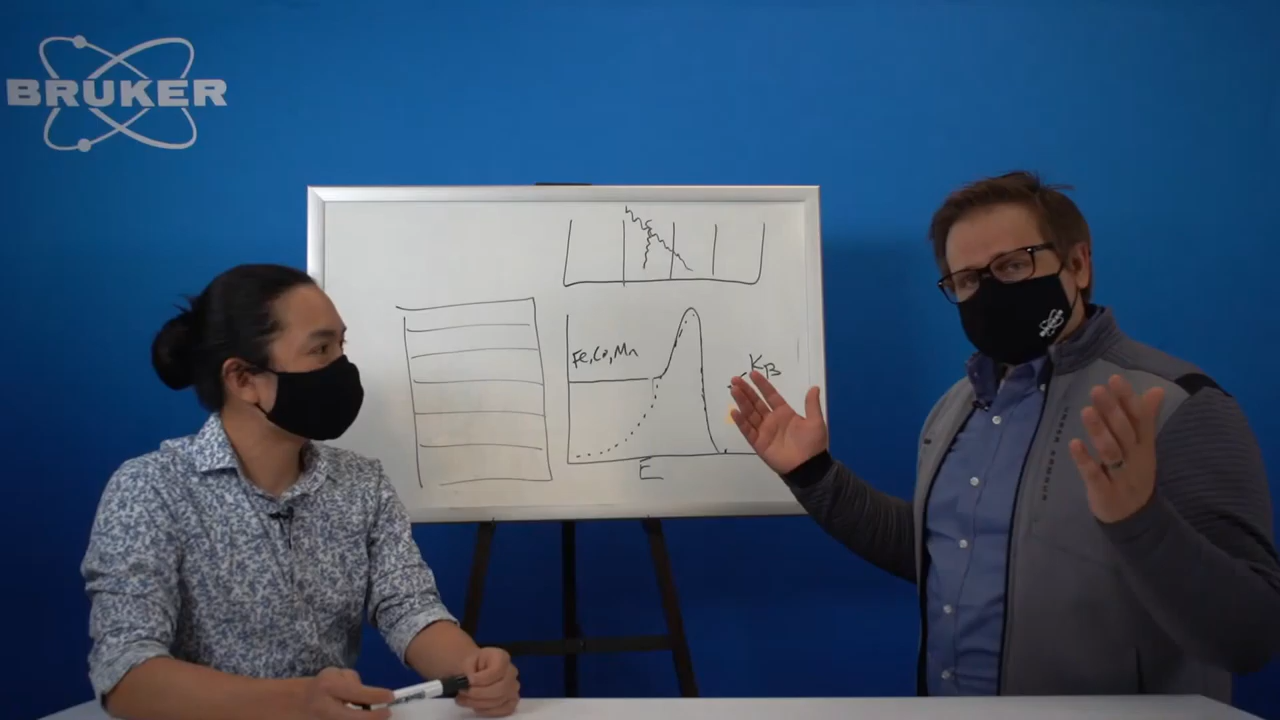 BRUKER
Fe, Co, Mn
Kβ
E